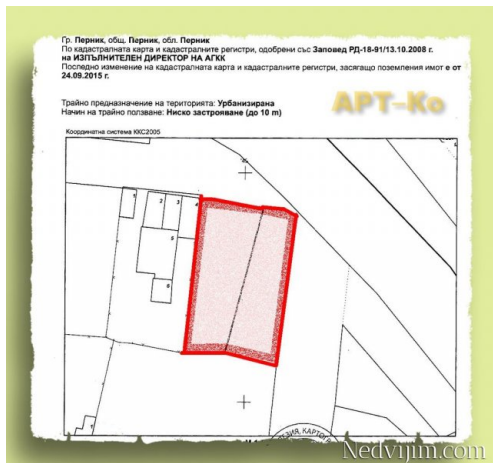 Гр. Перник, общ. Перник, обл. Перник
По кадастралната карта и кадастралните регистри, одобрени със Заповед РД-18-91/13.10.2008 г.
на ИЗПЪЛНИТЕЛЕН ДИРЕКТОР НА АГКК
Последно изменение на кадастралната карта и кадастралните регистри, засягащо поземления имот е от
24.09.2015 г.
Трайно предназначение на територията: Урбанизирана
Начин на трайно ползване: Ниско застрояване (до 10 m)
АРТ-Ко
Координатна система ККС2005
1
2
3
4
5
6
1
КАРТОГР
Nedvijim.com